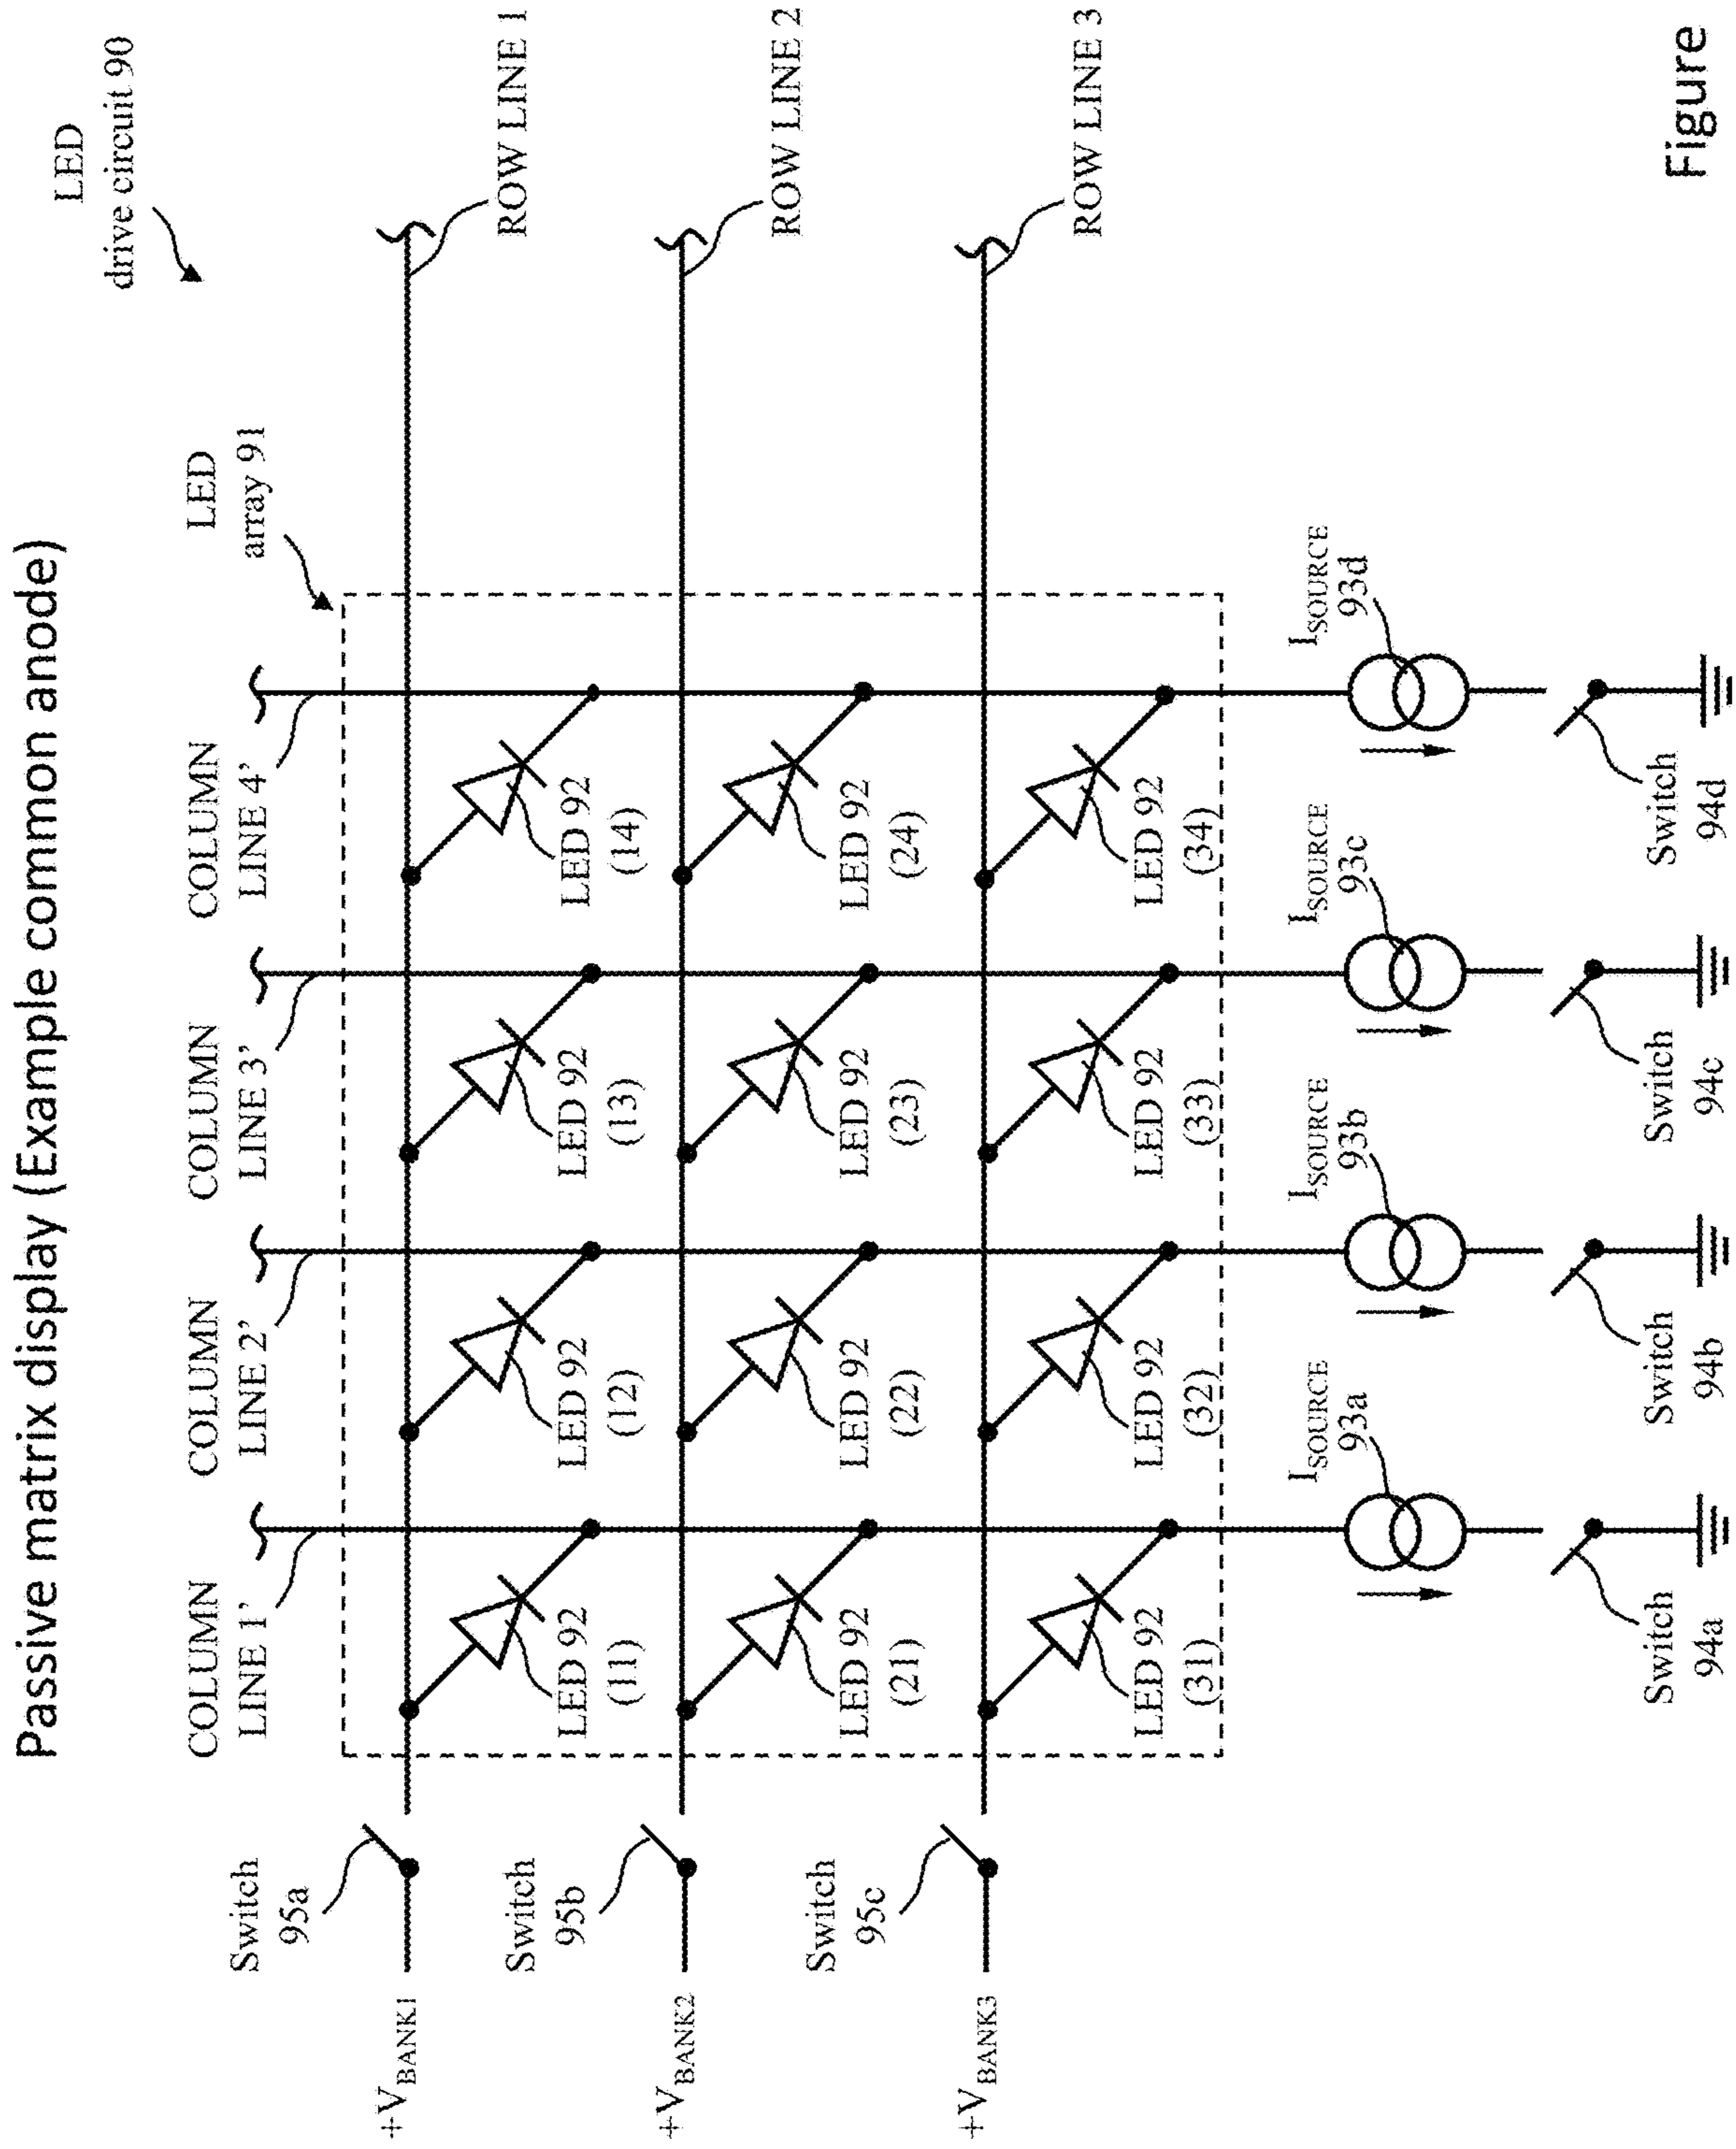 Passive matrix display (Example common anode)
LED
drive circuit 90
LED
array 91
COLUMN
LINE 1’
COLUMN
LINE 2’
COLUMN
LINE 3’
COLUMN
LINE 4’
Switch
95a
+VBANK1
ROW LINE 1
LED 92
(11)
LED 92
(12)
LED 92
(13)
LED 92
(14)
Switch
95b
+VBANK2
ROW LINE 2
LED 92
(21)
LED 92
(22)
LED 92
(23)
LED 92
(24)
Switch
95c
+VBANK3
ROW LINE 3
LED 92
(31)
LED 92
(32)
LED 92
(33)
LED 92
(34)
ISOURCE
93a
ISOURCE
93b
ISOURCE
93c
ISOURCE
93d
Switch
94a
Switch
94b
Switch
94c
Switch
94d
Figure